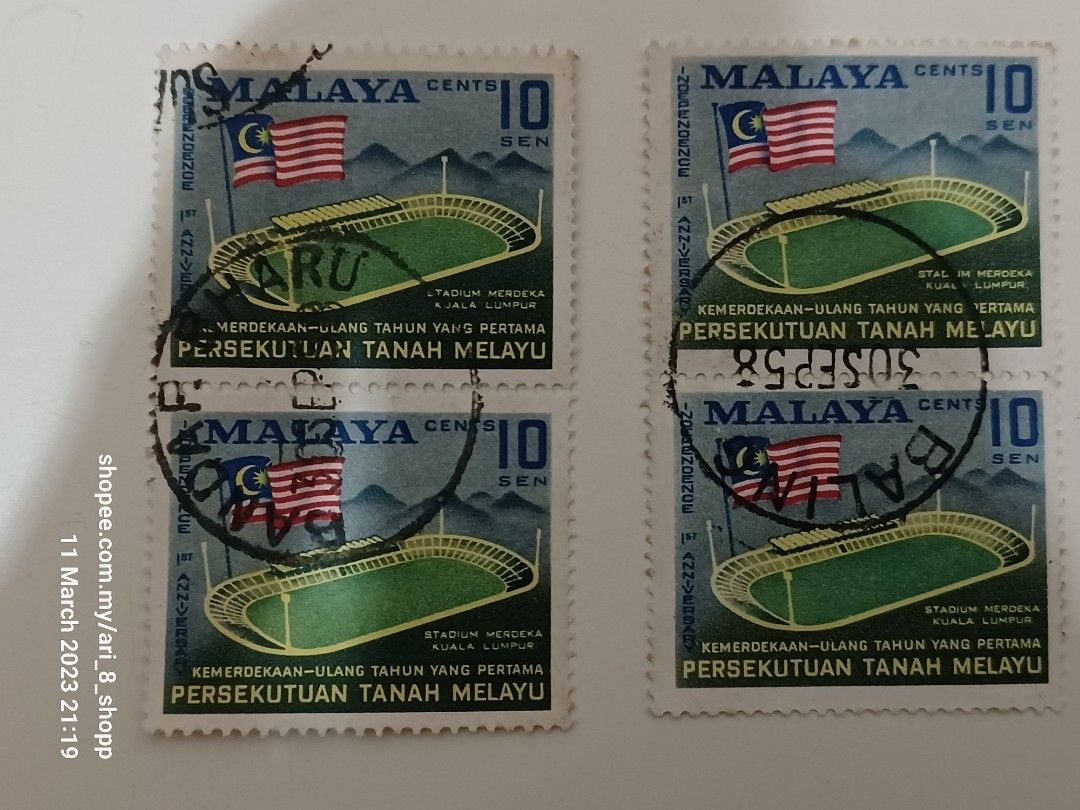 MALAYA CENTS 10
SEN
INDEPENDENCE 1ST ANNIVERSARY
STADIUM MERDEKA
KUALA LUMPUR
KEMERDEKAAN–ULANG TAHUN YANG PERTAMA
PERSEKUTUAN TANAH MELAYU
MALAYA CENTS 10
SEN
INDEPENDENCE 1ST ANNIVERSARY
STADIUM MERDEKA
KUALA LUMPUR
KEMERDEKAAN–ULANG TAHUN YANG PERTAMA
PERSEKUTUAN TANAH MELAYU
BANDAR BHARU
MALAYA CENTS 10
SEN
INDEPENDENCE 1ST ANNIVERSARY
STADIUM MERDEKA
KUALA LUMPUR
KEMERDEKAAN–ULANG TAHUN YANG PERTAMA
PERSEKUTUAN TANAH MELAYU
30SEP58
BALING
MALAYA CENTS 10
SEN
INDEPENDENCE 1ST ANNIVERSARY
STADIUM MERDEKA
KUALA LUMPUR
KEMERDEKAAN–ULANG TAHUN YANG PERTAMA
PERSEKUTUAN TANAH MELAYU
shopee.com.my/ari_8_shopp
11 March 2023 21:19